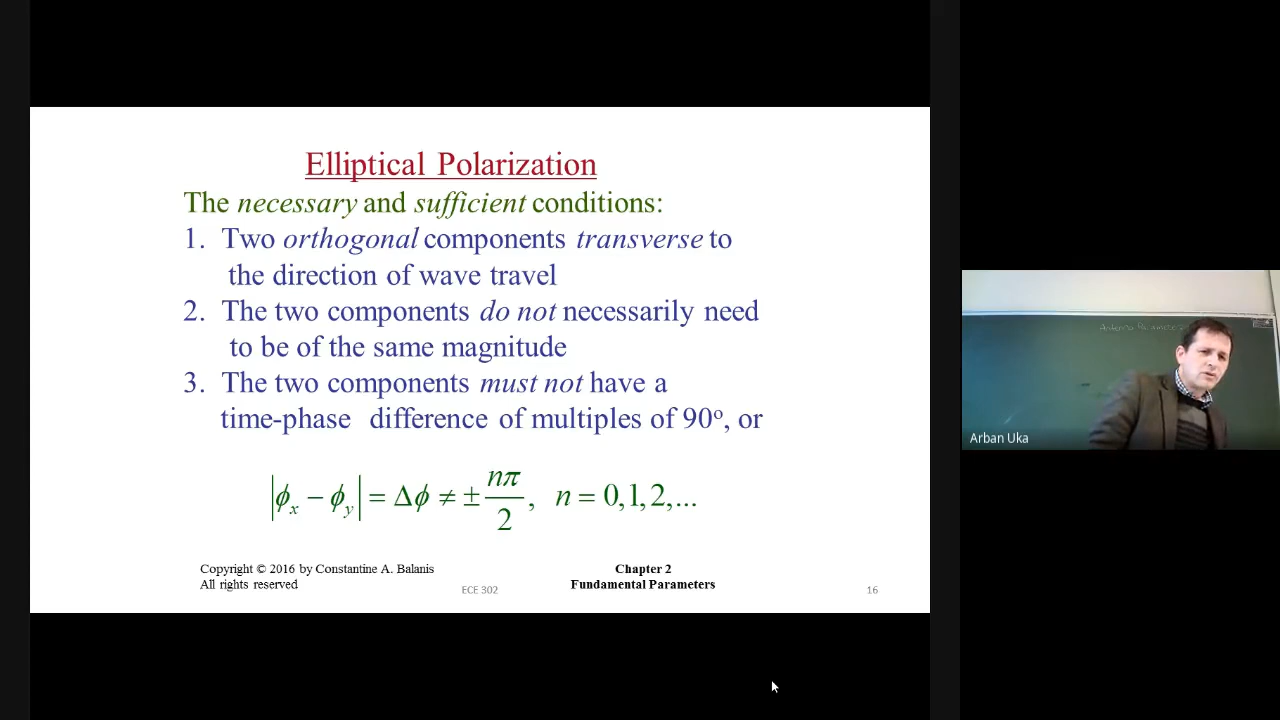 Elliptical Polarization
The necessary and sufficient conditions:
1. Two orthogonal components transverse to
the direction of wave travel
2. The two components do not necessarily need
to be of the same magnitude
3. The two components must not have a
time-phase difference of multiples of 90°, or
|ϕₓ − ϕᵧ| = Δϕ ≠ ± nπ/2, n = 0,1,2,...
Copyright © 2016 by Constantine A. Balanis
All rights reserved
ECE 302
Chapter 2
Fundamental Parameters
16
Antenna Parameters
Arban Uka